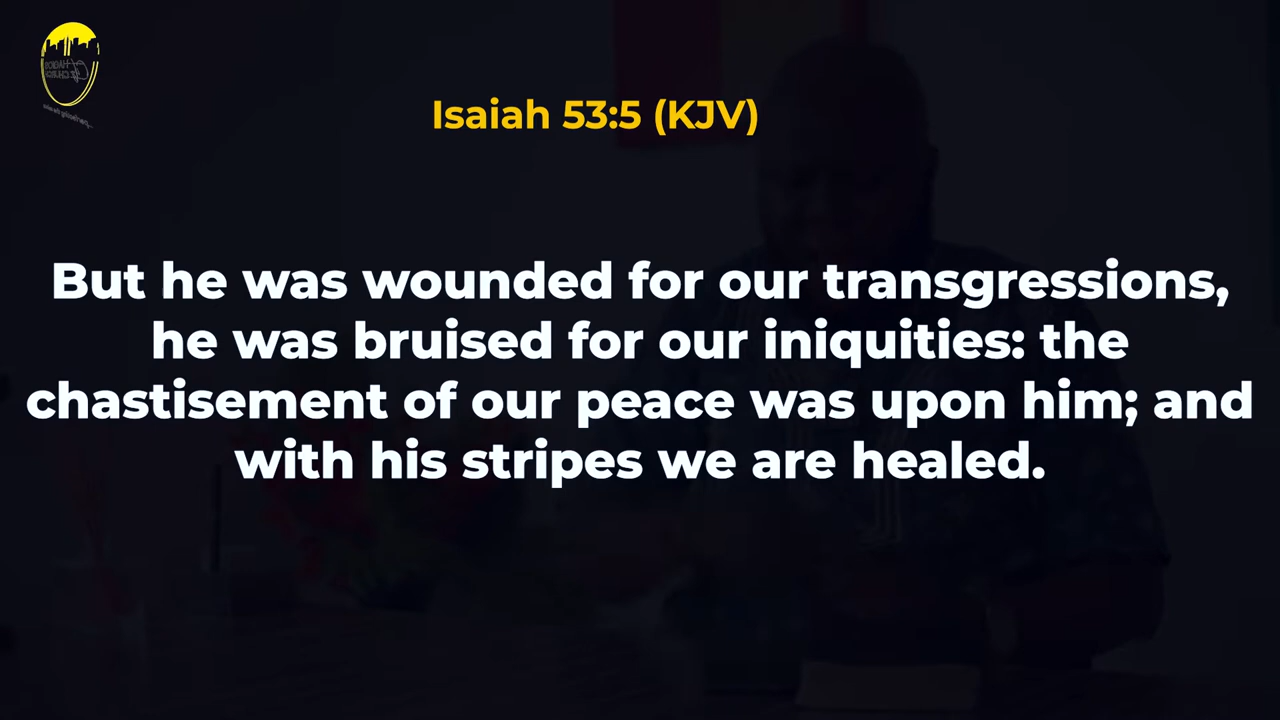 Isaiah 53:5 (KJV)
But he was wounded for our transgressions,
he was bruised for our iniquities: the
chastisement of our peace was upon him; and
with his stripes we are healed.